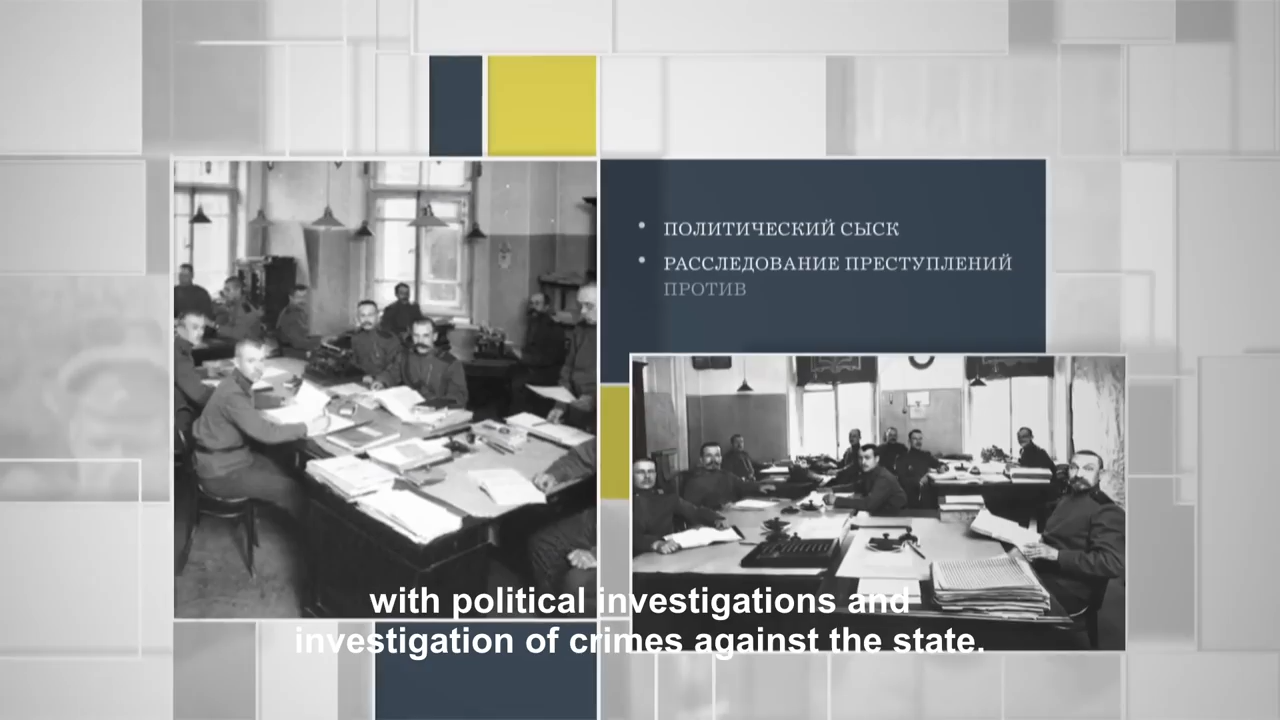 • ПОЛИТИЧЕСКИЙ СЫСК
• РАССЛЕДОВАНИЕ ПРЕСТУПЛЕНИЙ
ПРОТИВ
with political investigations and
investigation of crimes against the state.